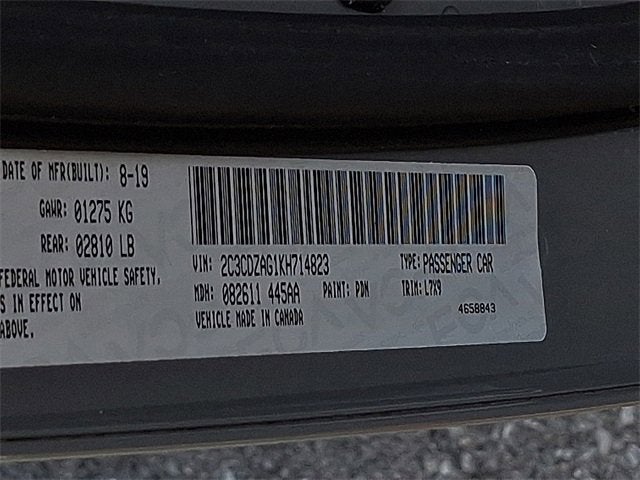 DATE OF MFR(BUILT): 8-19
GAWR: 01275 KG
REAR: 02810 LB
FEDERAL MOTOR VEHICLE SAFETY,
S IN EFFECT ON
ABOVE.
VIN: 2C3CDZAG1KH714823 TYPE: PASSENGER CAR
MDH: 082611 445AA PAINT: PDN TRIM: L7X9
VEHICLE MADE IN CANADA 4658843